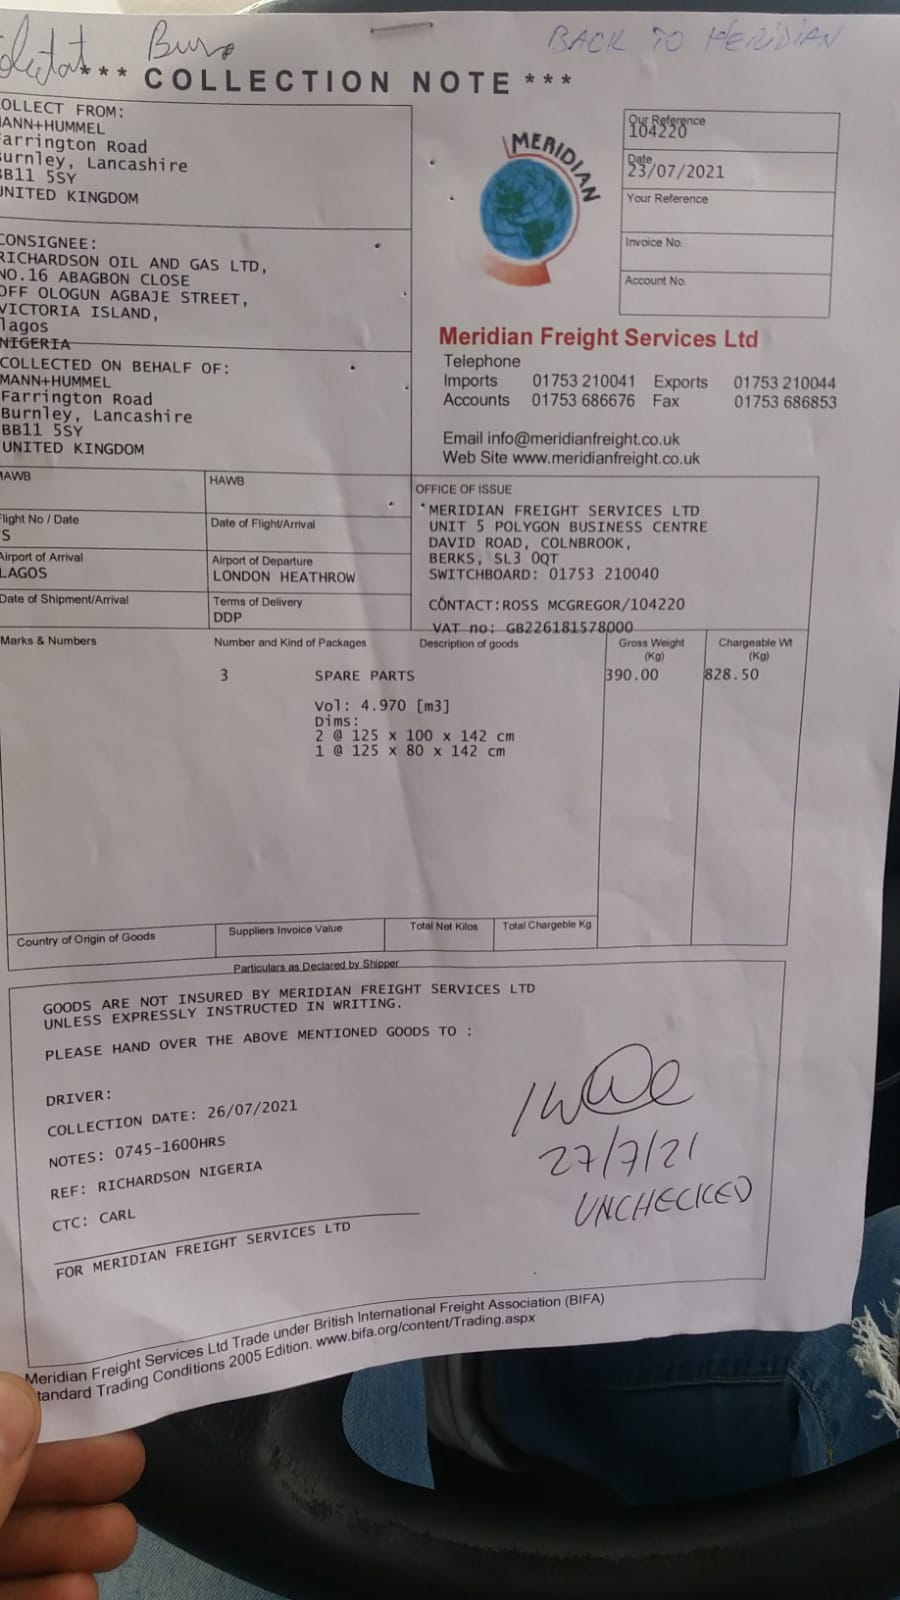 BACK TO MERIDIAN
*** COLLECTION NOTE ***
OLLECT FROM:
MANN+HUMMEL
Farrington Road
Burnley, Lancashire
BB11 5SY
UNITED KINGDOM
CONSIGNEE:
RICHARDSON OIL AND GAS LTD,
NO.16 ABAGBON CLOSE
OFF OLOGUN AGBAJE STREET,
VICTORIA ISLAND,
lagos
NIGERIA
COLLECTED ON BEHALF OF:
MANN+HUMMEL
Farrington Road
Burnley, Lancashire
BB11 5SY
UNITED KINGDOM
MERIDIAN
Our Reference
104220
Date
23/07/2021
Your Reference
Invoice No.
Account No.
Meridian Freight Services Ltd
Telephone
Imports 01753 210041 Exports 01753 210044
Accounts 01753 686676 Fax 01753 686853
Email info@meridianfreight.co.uk
Web Site www.meridianfreight.co.uk
MAWB
HAWB
Flight No / Date
S
Date of Flight/Arrival
Airport of Arrival
LAGOS
Airport of Departure
LONDON HEATHROW
Date of Shipment/Arrival
Terms of Delivery
DDP
OFFICE OF ISSUE
MERIDIAN FREIGHT SERVICES LTD
UNIT 5 POLYGON BUSINESS CENTRE
DAVID ROAD, COLNBROOK,
BERKS, SL3 0QT
SWITCHBOARD: 01753 210040
CONTACT:ROSS MCGREGOR/104220
VAT no: GB226181578000
Marks & Numbers
Number and Kind of Packages
Description of goods
Gross Weight
(Kg)
Chargeable Wt
(Kg)
3 SPARE PARTS 390.00 828.50
Vol: 4.970 [m3]
Dims:
2 @ 125 x 100 x 142 cm
1 @ 125 x 80 x 142 cm
Country of Origin of Goods
Suppliers Invoice Value
Total Net Kilos
Total Chargeable Kg
Particulars as Declared by Shipper
GOODS ARE NOT INSURED BY MERIDIAN FREIGHT SERVICES LTD
UNLESS EXPRESSLY INSTRUCTED IN WRITING.
PLEASE HAND OVER THE ABOVE MENTIONED GOODS TO :
DRIVER:
COLLECTION DATE: 26/07/2021
NOTES: 0745-1600HRS
REF: RICHARDSON NIGERIA
CTC: CARL
27/7/21
UNCHECKED
FOR MERIDIAN FREIGHT SERVICES LTD
Meridian Freight Services Ltd Trade under British International Freight Association (BIFA)
tandard Trading Conditions 2005 Edition. www.bifa.org/content/Trading.aspx